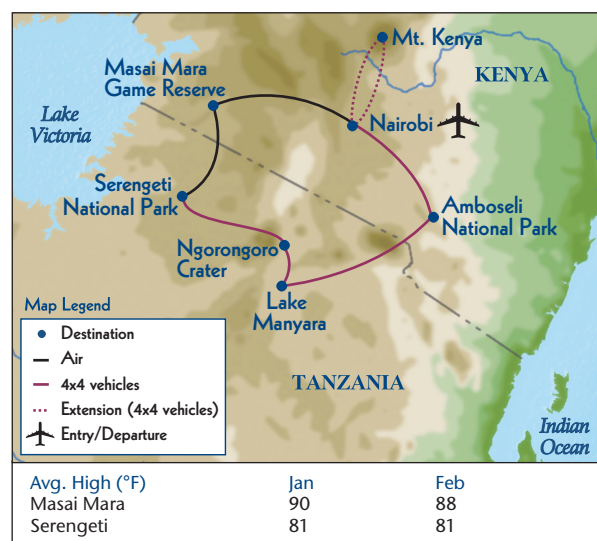 Mt. Kenya
KENYA
Masai Mara
Game Reserve
Lake
Victoria
Nairobi
Serengeti
National Park
Amboseli
National Park
Ngorongoro
Crater
Lake
Manyara
Map Legend
Destination
Air
4x4 vehicles
Extension (4x4 vehicles)
Entry/Departure
TANZANIA
Indian
Ocean
Avg. High (°F) Jan Feb
Masai Mara 90 88
Serengeti 81 81